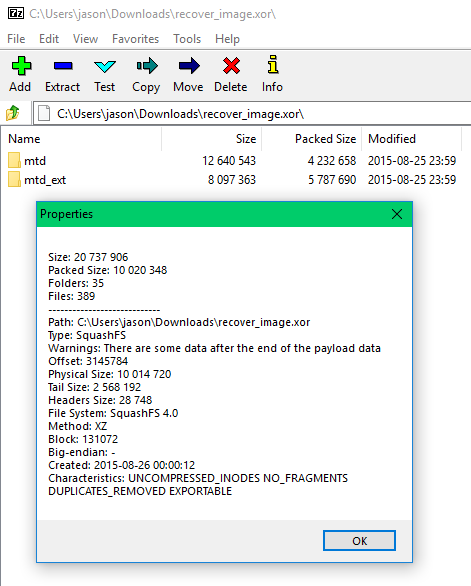 7z C:\Users\jason\Downloads\recover_image.xor\
File Edit View Favorites Tools Help
Add Extract Test Copy Move Delete Info
C:\Users\jason\Downloads\recover_image.xor\
Name Size Packed Size Modified
mtd 12 640 543 4 232 658 2015-08-25 23:59
mtd_ext 8 097 363 5 787 690 2015-08-25 23:59
Properties
Size: 20 737 906
Packed Size: 10 020 348
Folders: 35
Files: 389
----------------------------
Path: C:\Users\jason\Downloads\recover_image.xor
Type: SquashFS
Warnings: There are some data after the end of the payload data
Offset: 3145784
Physical Size: 10 014 720
Tail Size: 2 568 192
Headers Size: 28 748
File System: SquashFS 4.0
Method: XZ
Block: 131072
Big-endian: -
Created: 2015-08-26 00:00:12
Characteristics: UNCOMPRESSED_INODES NO_FRAGMENTS
DUPLICATES_REMOVED EXPORTABLE
OK